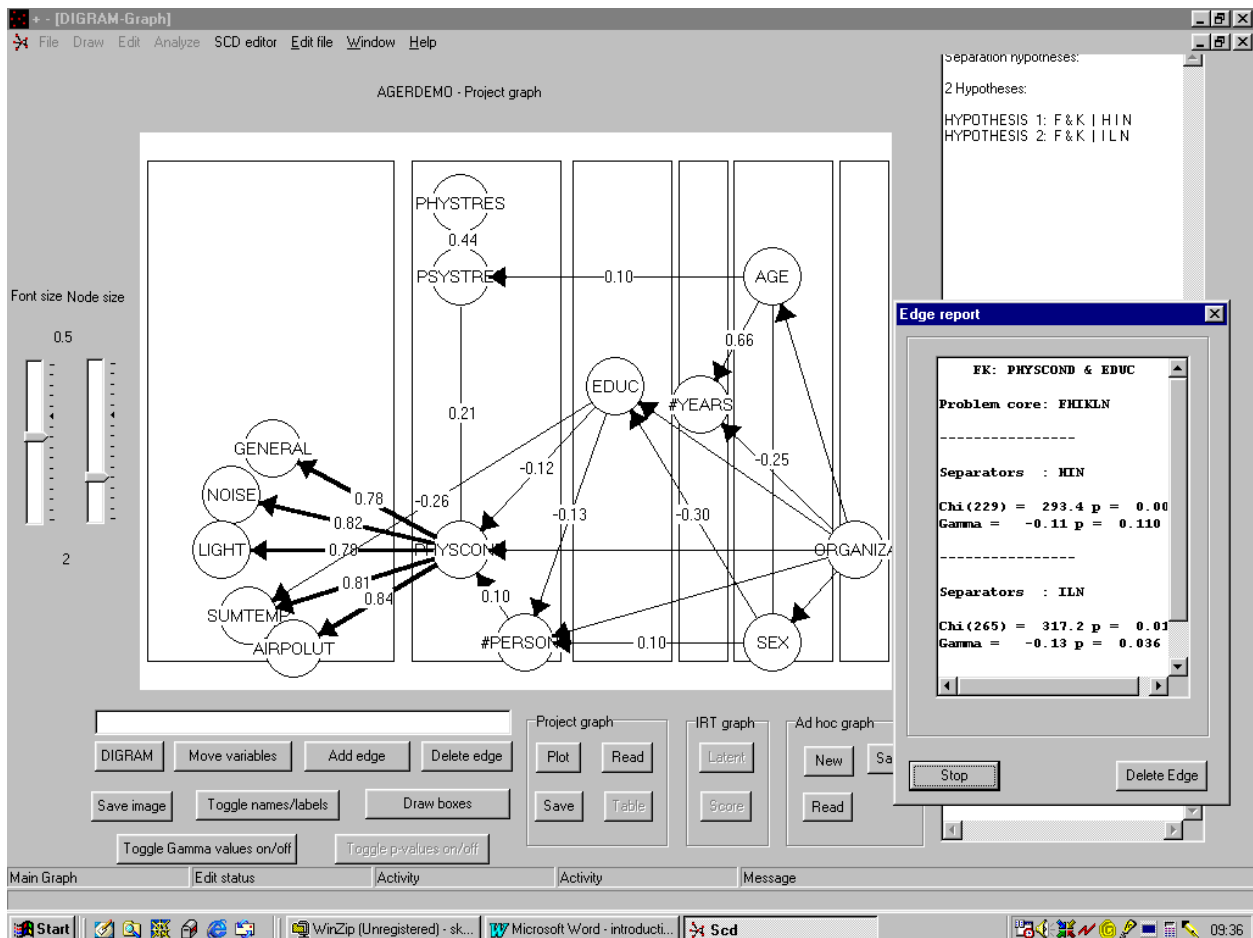 + - [DIGRAM-Graph]
File Draw Edit Analyze SCD editor Edit file Window Help
Separation hypotheses:
2 Hypotheses:
HYPOTHESIS 1: F & K | H I N
HYPOTHESIS 2: F & K | I L N
AGERDEMO - Project graph
PHYSTRES
0.44
PSYSTRE
0.10
AGE
Font size Node size
0.5
0.66
EDUC
#YEARS
0.21
GENERAL
-0.12
-0.25
NOISE
0.78
-0.26
0.82
-0.13
-0.30
LIGHT
0.79
PHYSCON
ORGANIZA
2
0.81
0.84
0.10
SUMTEMP
AIRPOLUT
#PERSON
0.10
SEX
Edge report
FK: PHYSCOND & EDUC
Problem core: FHIKLN
-----------------
Separators : HIN
Chi(229) = 293.4 p = 0.00
Gamma = -0.11 p = 0.110
-----------------
Separators : ILN
Chi(265) = 317.2 p = 0.01
Gamma = -0.13 p = 0.036
Stop Delete Edge
Project graph IRT graph Ad hoc graph
DIGRAM Move variables Add edge Delete edge Plot Read Latent New Sa
Save image Toggle names/labels Draw boxes Save Table Score Read
Toggle Gamma values on/off Toggle p-values on/off
Main Graph Edit status Activity Activity Message
Start WinZip (Unregistered) - sk... Microsoft Word - introducti... Scd 09:36